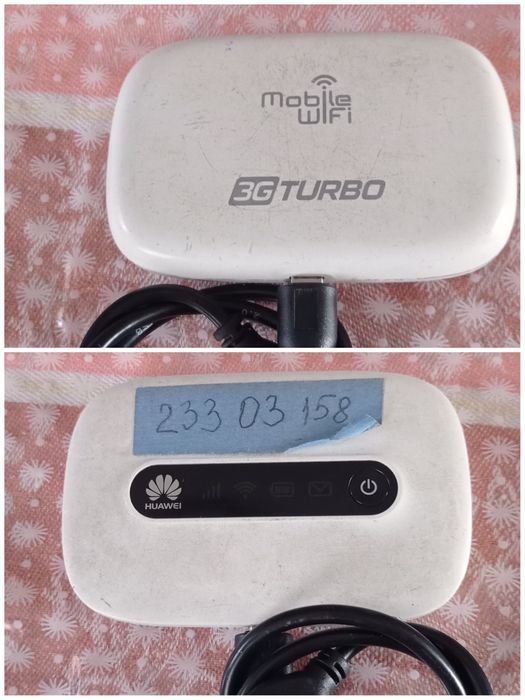 Mobile
WiFi
3G TURBO
233 03 158
HUAWEI